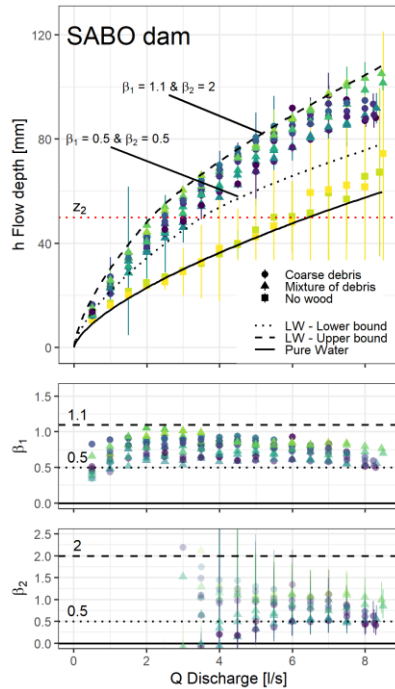 SABO dam
120
80
40
0
h Flow depth [mm]
β1 = 1.1 & β2 = 2
β1 = 0.5 & β2 = 0.5
z2
Coarse debris
Mixture of debris
No wood
LW - Lower bound
LW - Upper bound
Pure Water
1.5
1.0
0.5
0.0
β1
1.1
0.5
2.5
2.0
1.5
1.0
0.5
0.0
β2
2
0.5
0 2 4 6 8
Q Discharge [l/s]